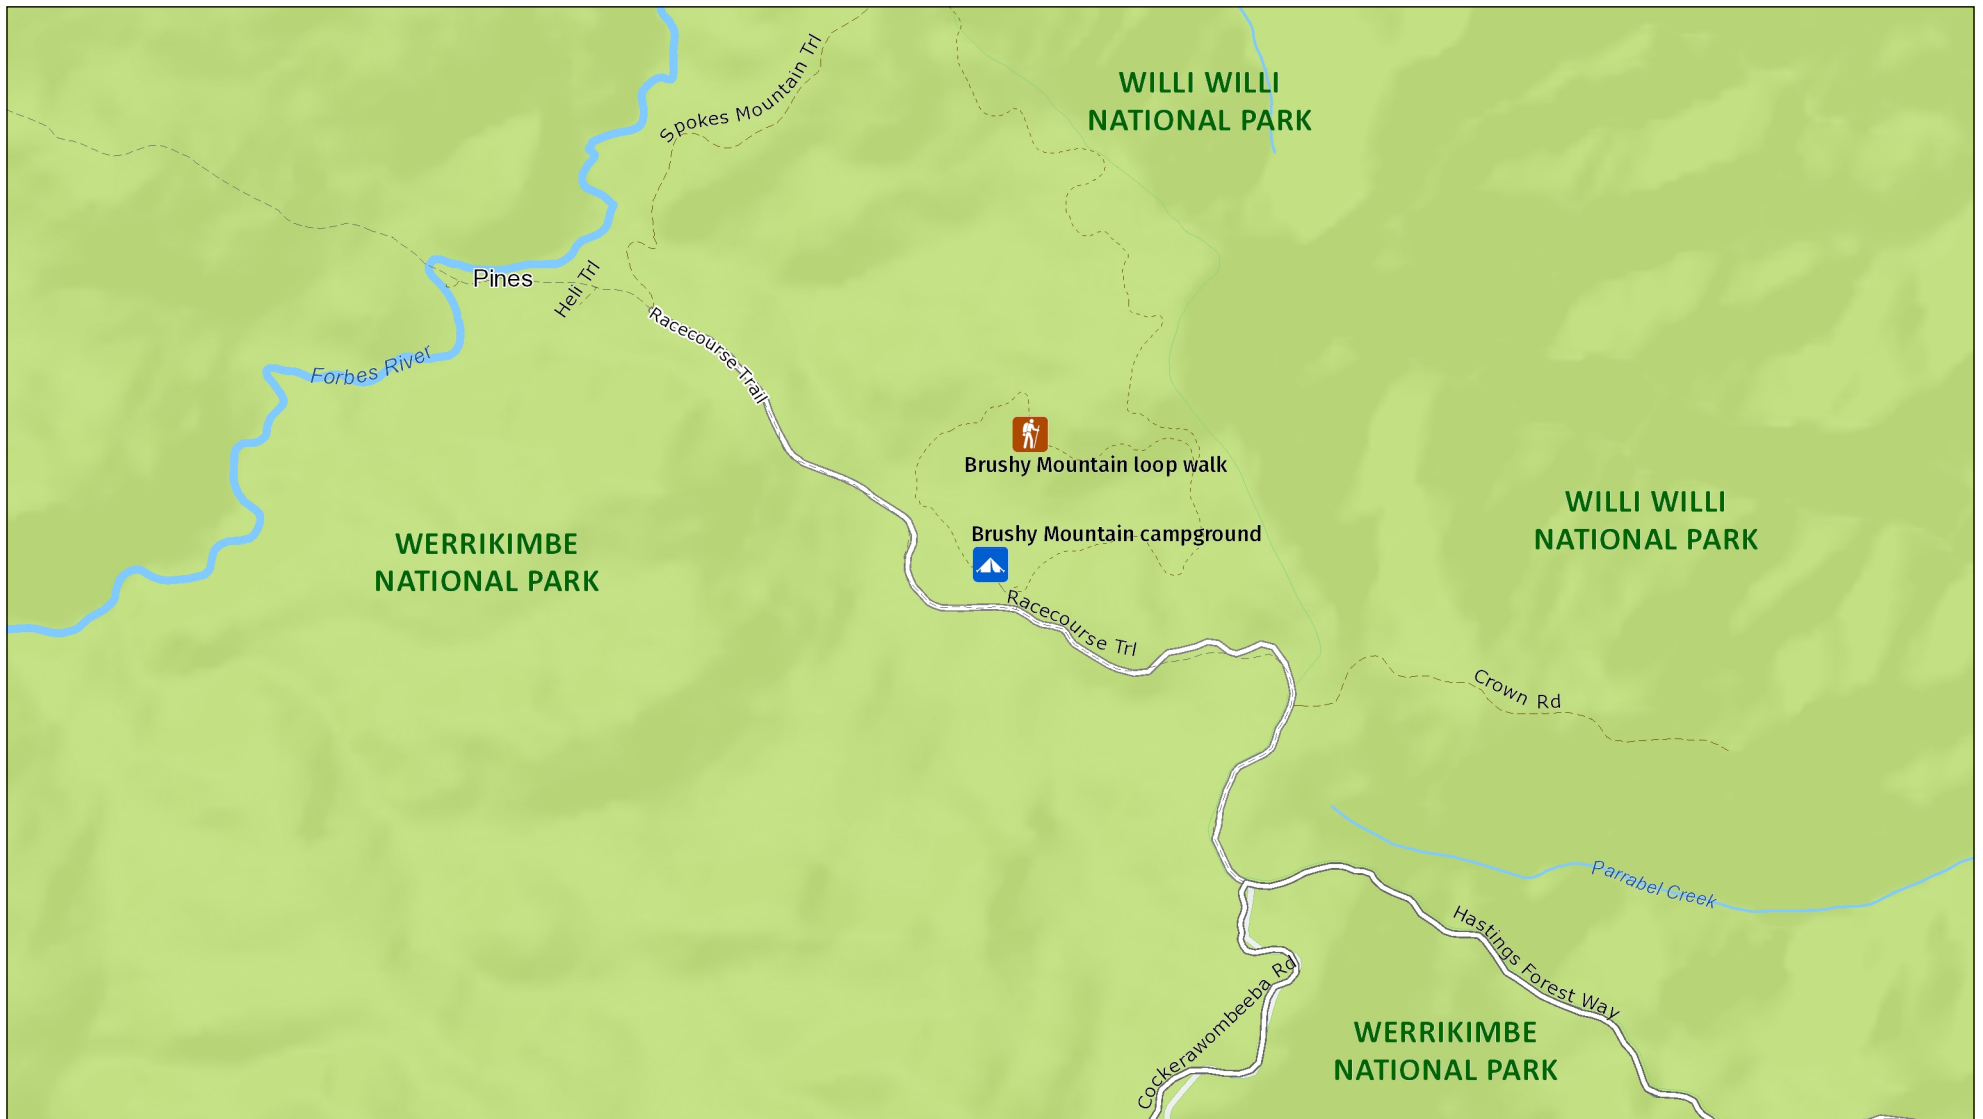 Spokes Mountain Trl
WILLI WILLI
NATIONAL PARK
Pines
Heli Trl
Racecourse Trail
Forbes River
Brushy Mountain loop walk
WILLI WILLI
NATIONAL PARK
WERRIKIMBE
NATIONAL PARK
Brushy Mountain campground
Racecourse Trl
Crown Rd
Parrabel Creek
Hastings Forest Way
Cockerawombeeba Rd
WERRIKIMBE
NATIONAL PARK